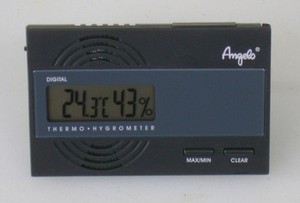 Angelo®
DIGITAL
24.3°C 43%
THERMO • HYGROMETER
MAX/MIN CLEAR